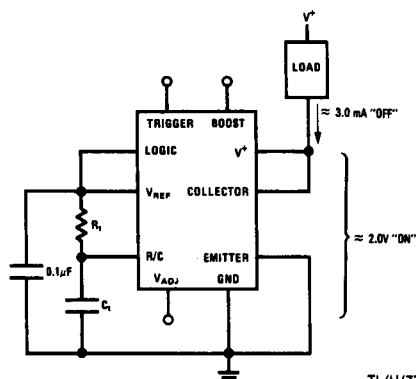 V+
LOAD
≈ 3.0 mA "OFF"
TRIGGER BOOST
LOGIC
V+
VREF
COLLECTOR
Rt
≈ 2.0V "ON"
R/C
EMITTER
0.1μF
VADJ
GND
Ct